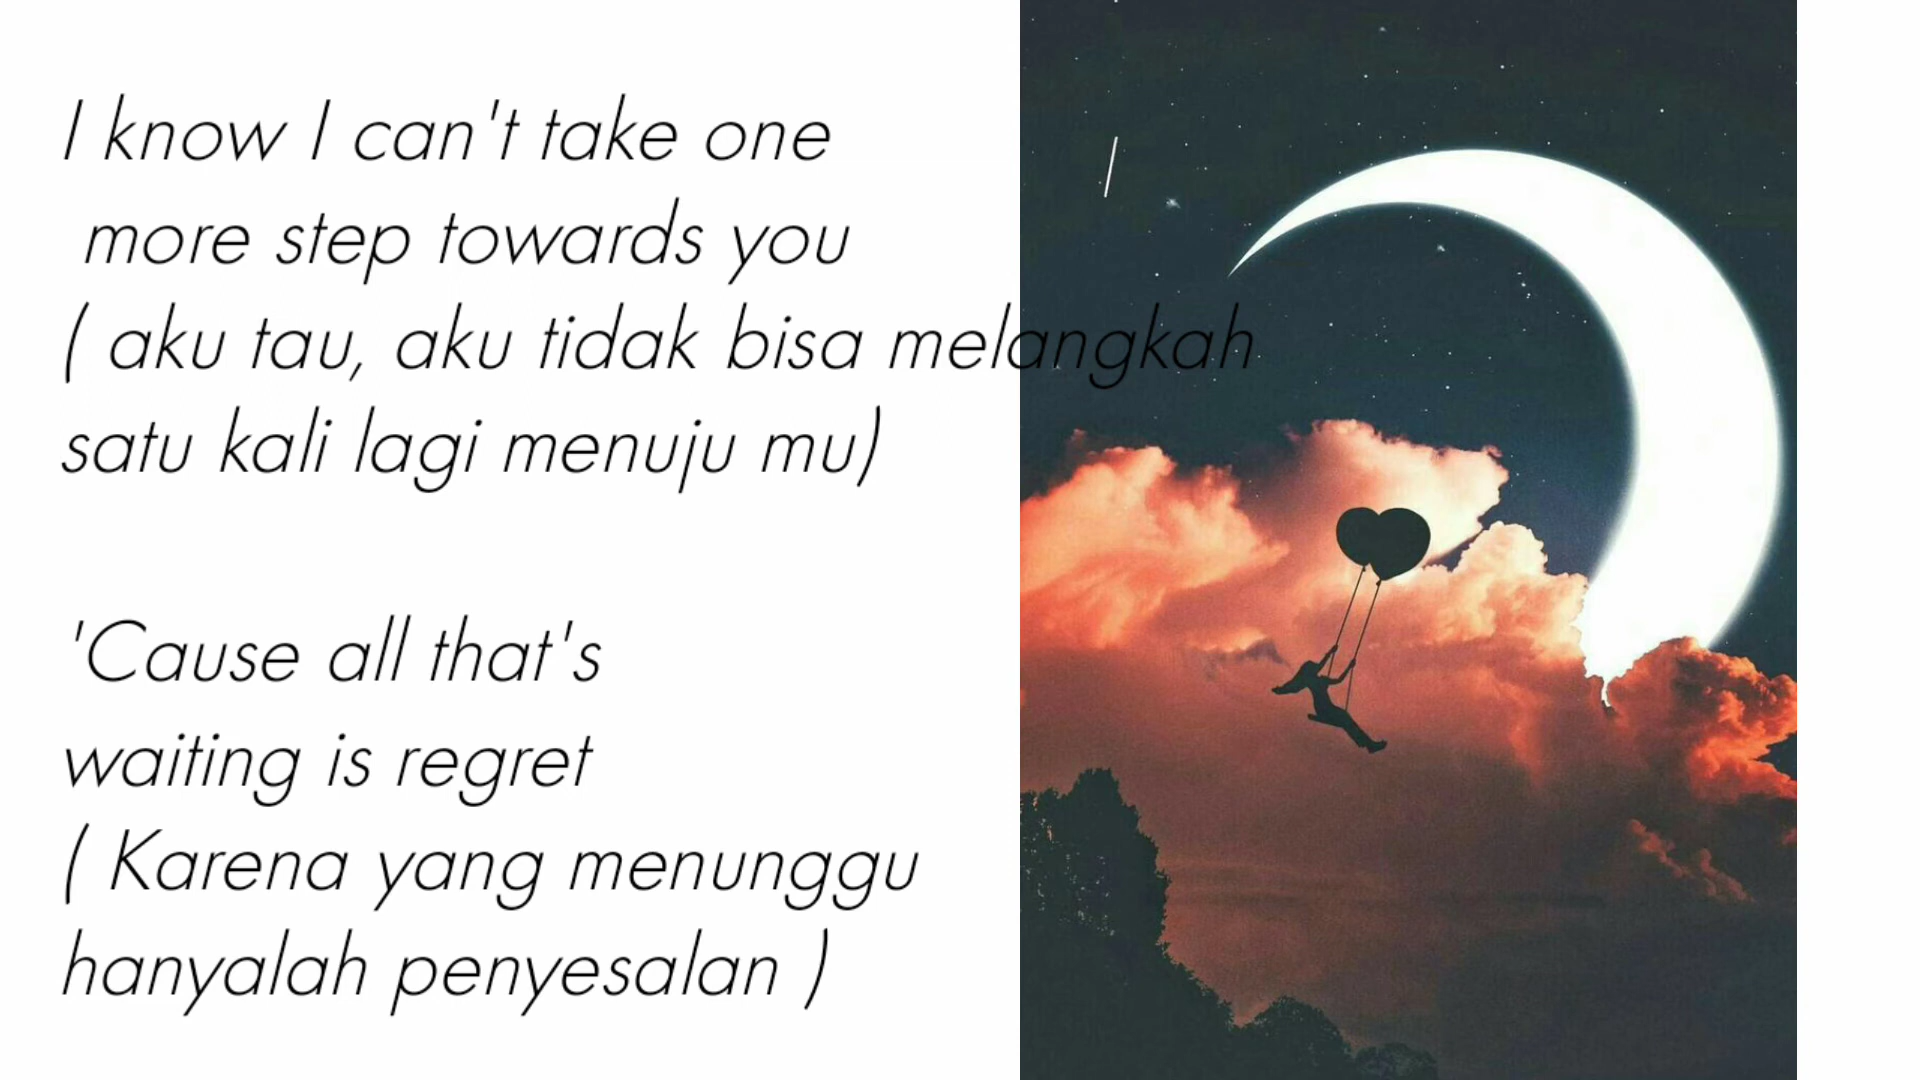 I know I can't take one
more step towards you
( aku tau, aku tidak bisa melangkah
satu kali lagi menuju mu)
'Cause all that's
waiting is regret
( Karena yang menunggu
hanyalah penyesalan )